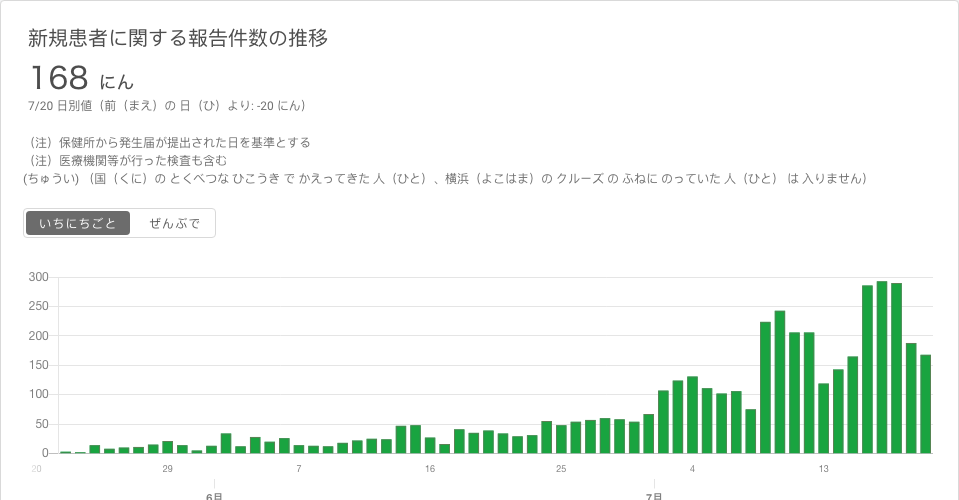 新規患者に関する報告件数の推移
168 にん
7/20 日別値（前（まえ）の 日（ひ）より: -20 にん）
（注）保健所から発生届が提出された日を基準とする
（注）医療機関等が行った検査も含む
(ちゅうい) （国（くに）の とくべつな ひこうき で かえってきた 人（ひと）、横浜（よこはま）の クルーズ の ふねに のっていた 人（ひと） は 入りません）
いちにちごと ぜんぶで
300
250
200
150
100
50
0
20 29 7 16 25 4 13
6月 7月